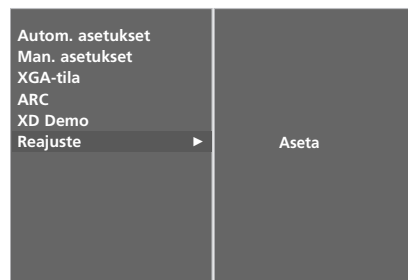 Autom. asetukset
Man. asetukset
XGA-tila
ARC
XD Demo
Reajuste ►
Aseta